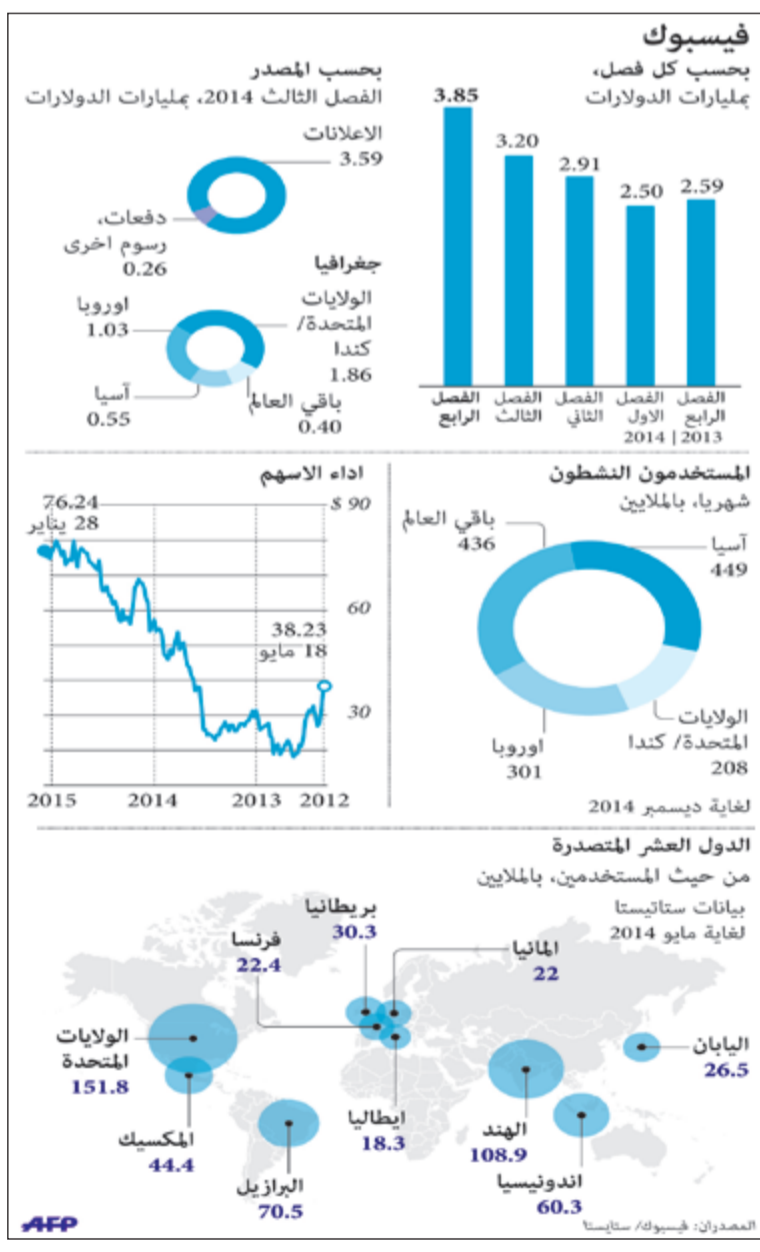 فيسبوك
بحسب كل فصل،
بمليارات الدولارات
3.85
3.20
2.91
2.50
2.59
الفصل الرابع
الفصل الاول
الفصل الثاني
الفصل الثالث
الفصل الرابع
2014 | 2013
بحسب المصدر
الفصل الثالث 2014، بمليارات الدولارات
الاعلانات
3.59
دفعات،
رسوم اخرى
0.26
جغرافيا
الولايات
المتحدة/
كندا
1.86
اوروبا
1.03
آسيا
0.55
باقي العالم
0.40
المستخدمون النشطون
شهريا، بالملايين
آسيا
449
باقي العالم
436
الولايات
المتحدة/ كندا
208
اوروبا
301
لغاية ديسمبر 2014
اداء الاسهم
$ 90
60
30
76.24
28 يناير
38.23
18 مايو
2015 2014 2013 2012
الدول العشر المتصدرة
من حيث المستخدمين، بالملايين
بيانات ستاتيستا
لغاية مايو 2014
بريطانيا
30.3
فرنسا
22.4
المانيا
22
الولايات
المتحدة
151.8
اليابان
26.5
المكسيك
44.4
ايطاليا
18.3
الهند
108.9
البرازيل
70.5
اندونيسيا
60.3
AFP
المصدران: فيسبوك/